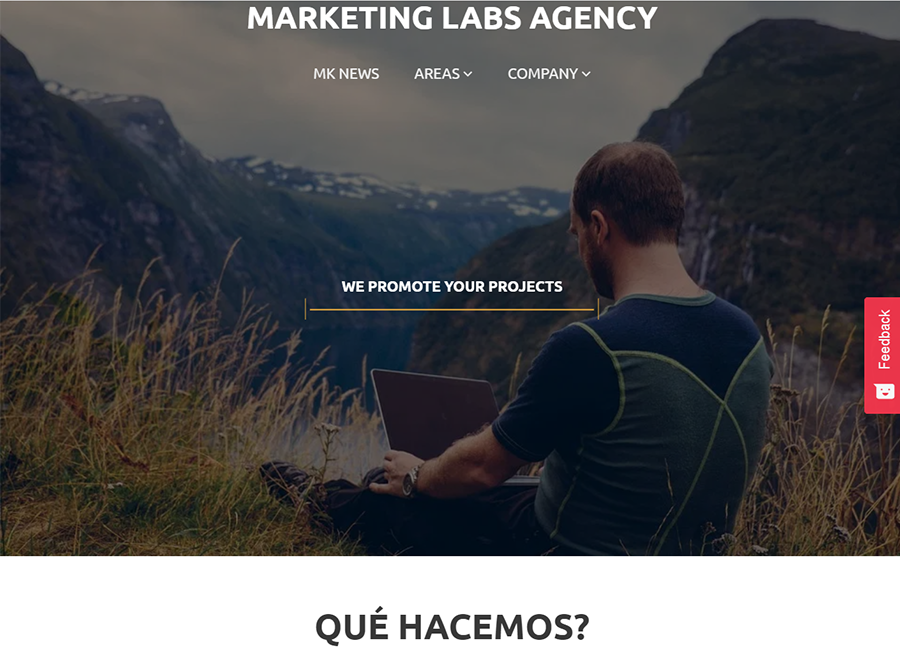 MARKETING LABS AGENCY
MK NEWS AREAS COMPANY
WE PROMOTE YOUR PROJECTS
Feedback
QUÉ HACEMOS?